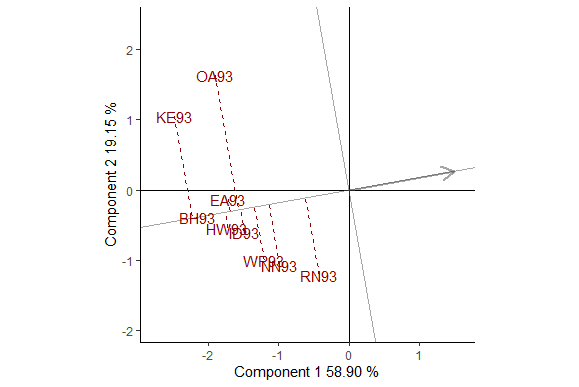 2
OA93
KE93
1
Component 2 19.15 %
0
EA93
BH93
HW93
ID93
-1
WP93
NN93
RN93
-2
-2 -1 0 1
Component 1 58.90 %